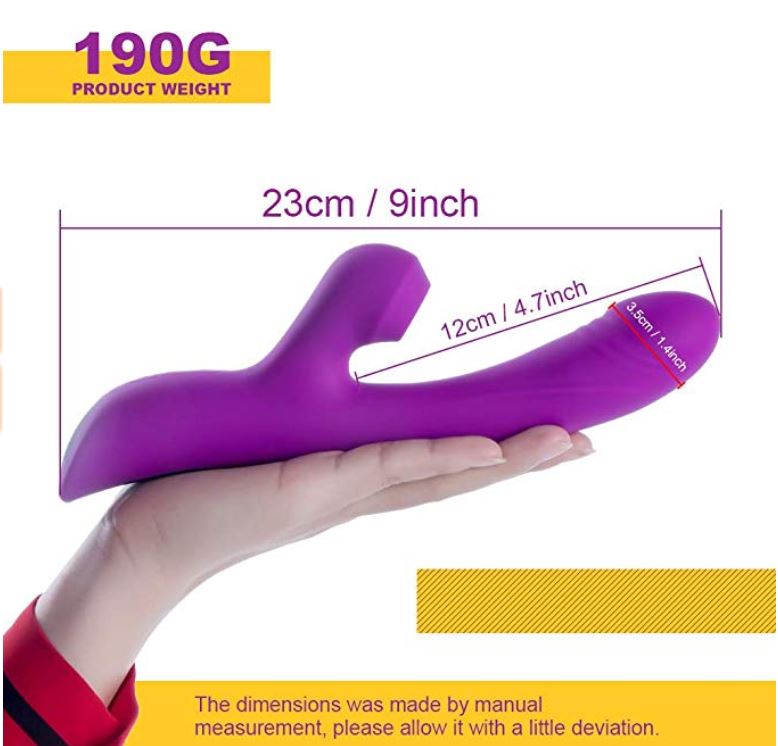 190G
PRODUCT WEIGHT
23cm / 9inch
12cm / 4.7inch
3.5cm / 1.4inch
The dimensions was made by manual
measurement, please allow it with a little deviation.